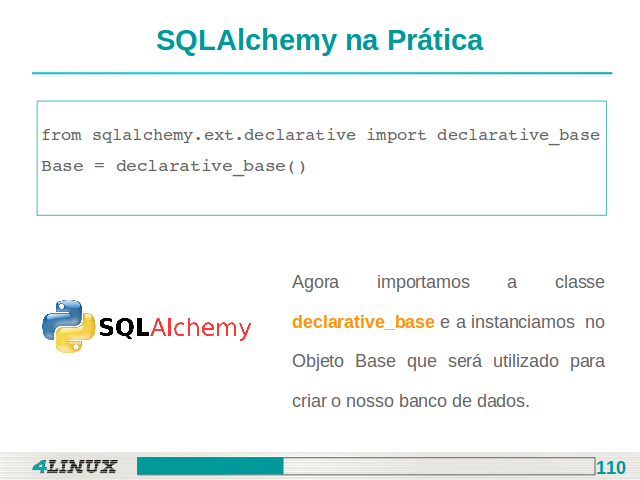 SQLAlchemy na Prática
from sqlalchemy.ext.declarative import declarative_base
Base = declarative_base()
SQLAlchemy
Agora importamos a classe
declarative_base e a instanciamos no
Objeto Base que será utilizado para
criar o nosso banco de dados.
4LINUX
110